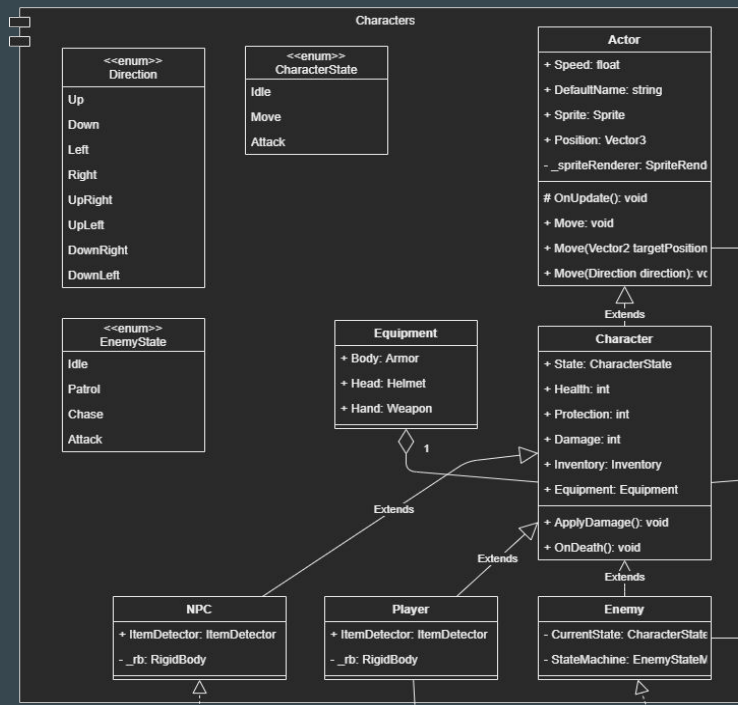 Characters
<<enum>>
Direction
Up
Down
Left
Right
UpRight
UpLeft
DownRight
DownLeft
<<enum>>
CharacterState
Idle
Move
Attack
Actor
+ Speed: float
+ DefaultName: string
+ Sprite: Sprite
+ Position: Vector3
- _spriteRenderer: SpriteRend
# OnUpdate(): void
+ Move: void
+ Move(Vector2 targetPosition
+ Move(Direction direction): vc
Extends
<<enum>>
EnemyState
Idle
Patrol
Chase
Attack
Equipment
+ Body: Armor
+ Head: Helmet
+ Hand: Weapon
1
Character
+ State: CharacterState
+ Health: int
+ Protection: int
+ Damage: int
+ Inventory: Inventory
+ Equipment: Equipment
+ ApplyDamage(): void
+ OnDeath(): void
Extends
Extends
Extends
NPC
+ ItemDetector: ItemDetector
- _rb: RigidBody
Player
+ ItemDetector: ItemDetector
- _rb: RigidBody
Enemy
- CurrentState: CharacterState
- StateMachine: EnemyStateM